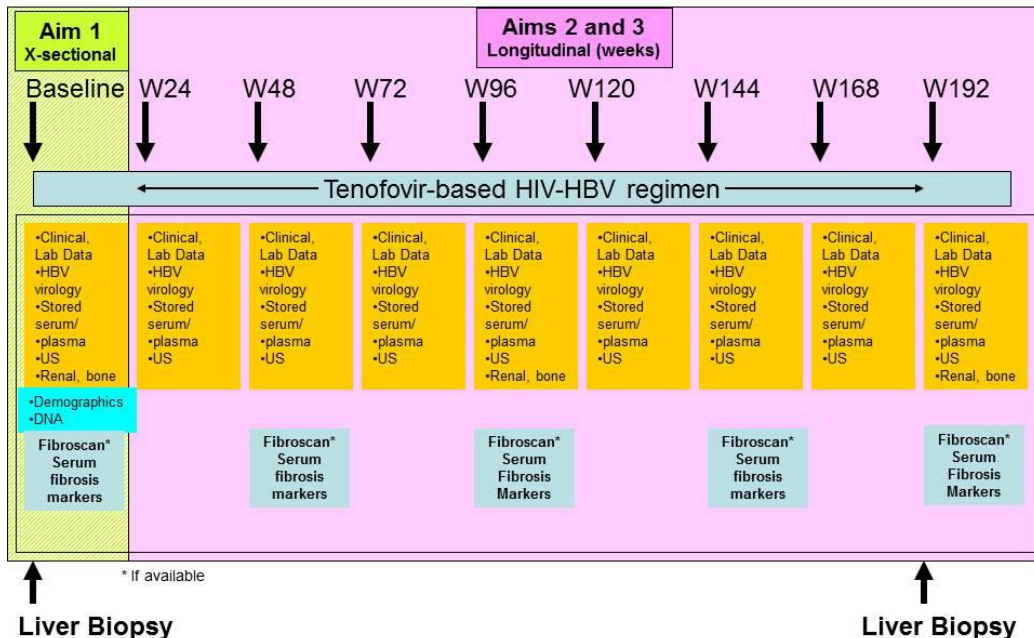 Aim 1
X-sectional
Aims 2 and 3
Longitudinal (weeks)
Baseline W24 W48 W72 W96 W120 W144 W168 W192
Tenofovir-based HIV-HBV regimen
•Clinical,
Lab Data
•HBV
virology
•Stored
serum/
•plasma
•US
•Renal, bone
•Demographics
•DNA
Fibroscan*
Serum
fibrosis
markers
•Clinical,
Lab Data
•HBV
virology
•Stored
serum/
•plasma
•US
•Clinical,
Lab Data
•HBV
virology
•Stored
serum/
•plasma
•US
Fibroscan*
Serum
fibrosis
markers
•Clinical,
Lab Data
•HBV
virology
•Stored
serum/
•plasma
•US
•Clinical,
Lab Data
•HBV
virology
•Stored
serum/
•plasma
•US
•Renal, bone
Fibroscan*
Serum
Fibrosis
Markers
•Clinical,
Lab Data
•HBV
virology
•Stored
serum/
•plasma
•US
•Clinical,
Lab Data
•HBV
virology
•Stored
serum/
•plasma
•US
Fibroscan*
Serum
fibrosis
markers
•Clinical,
Lab Data
•HBV
virology
•Stored
serum/
•plasma
•US
•Clinical,
Lab Data
•HBV
virology
•Stored
serum/
•plasma
•US
•Renal, bone
Fibroscan*
Serum
Fibrosis
Markers
* If available
Liver Biopsy
Liver Biopsy